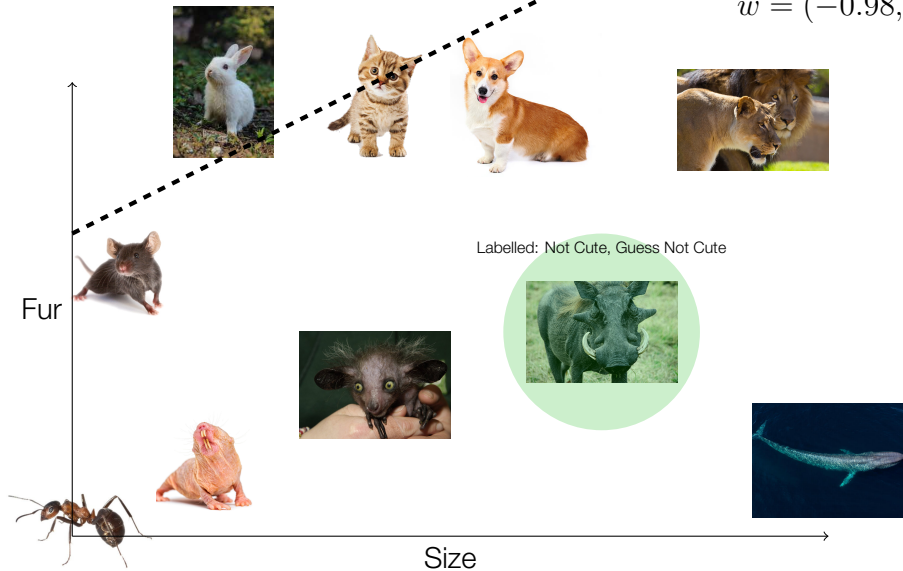 w = (−0.98,
Labelled: Not Cute, Guess Not Cute
Fur
Size